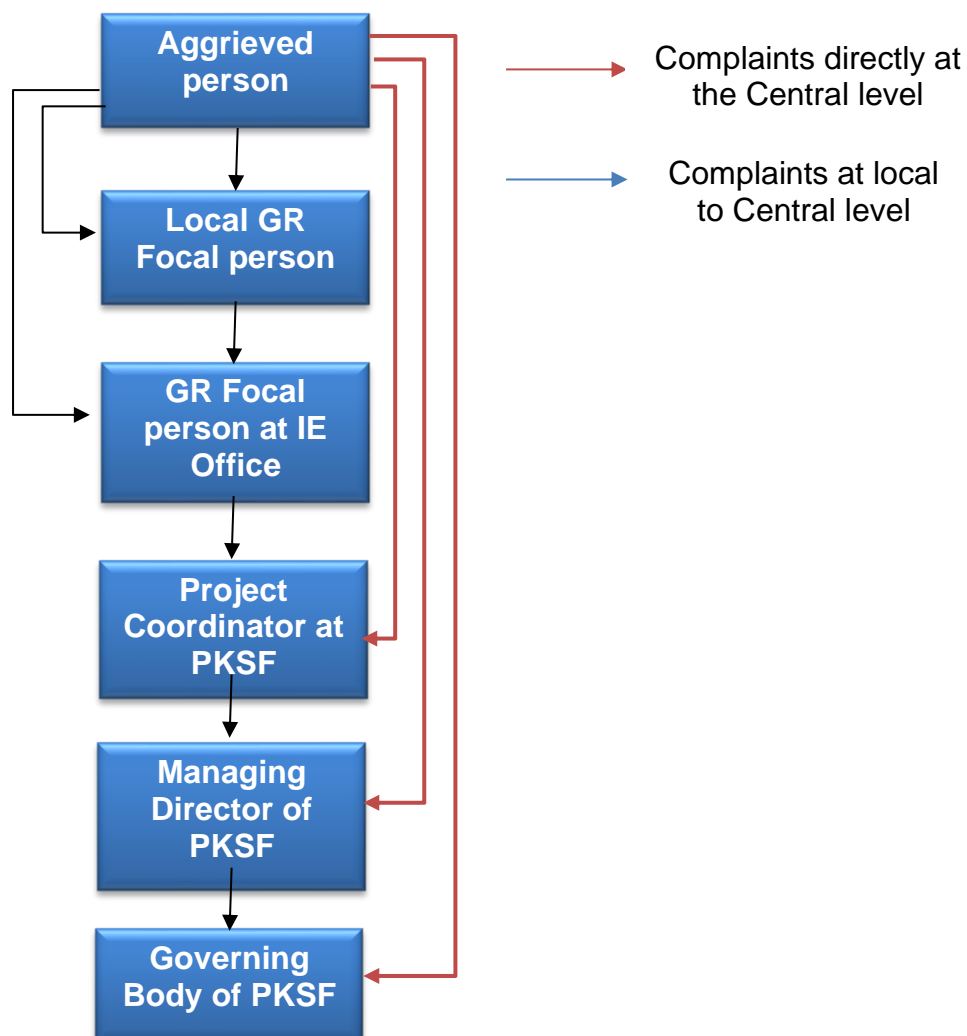 Aggrieved
person
Complaints directly at
the Central level
Complaints at local
to Central level
Local GR
Focal person
GR Focal
person at IE
Office
Project
Coordinator at
PKSF
Managing
Director of
PKSF
Governing
Body of PKSF